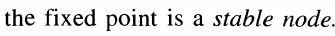 the fixed point is a stable node.